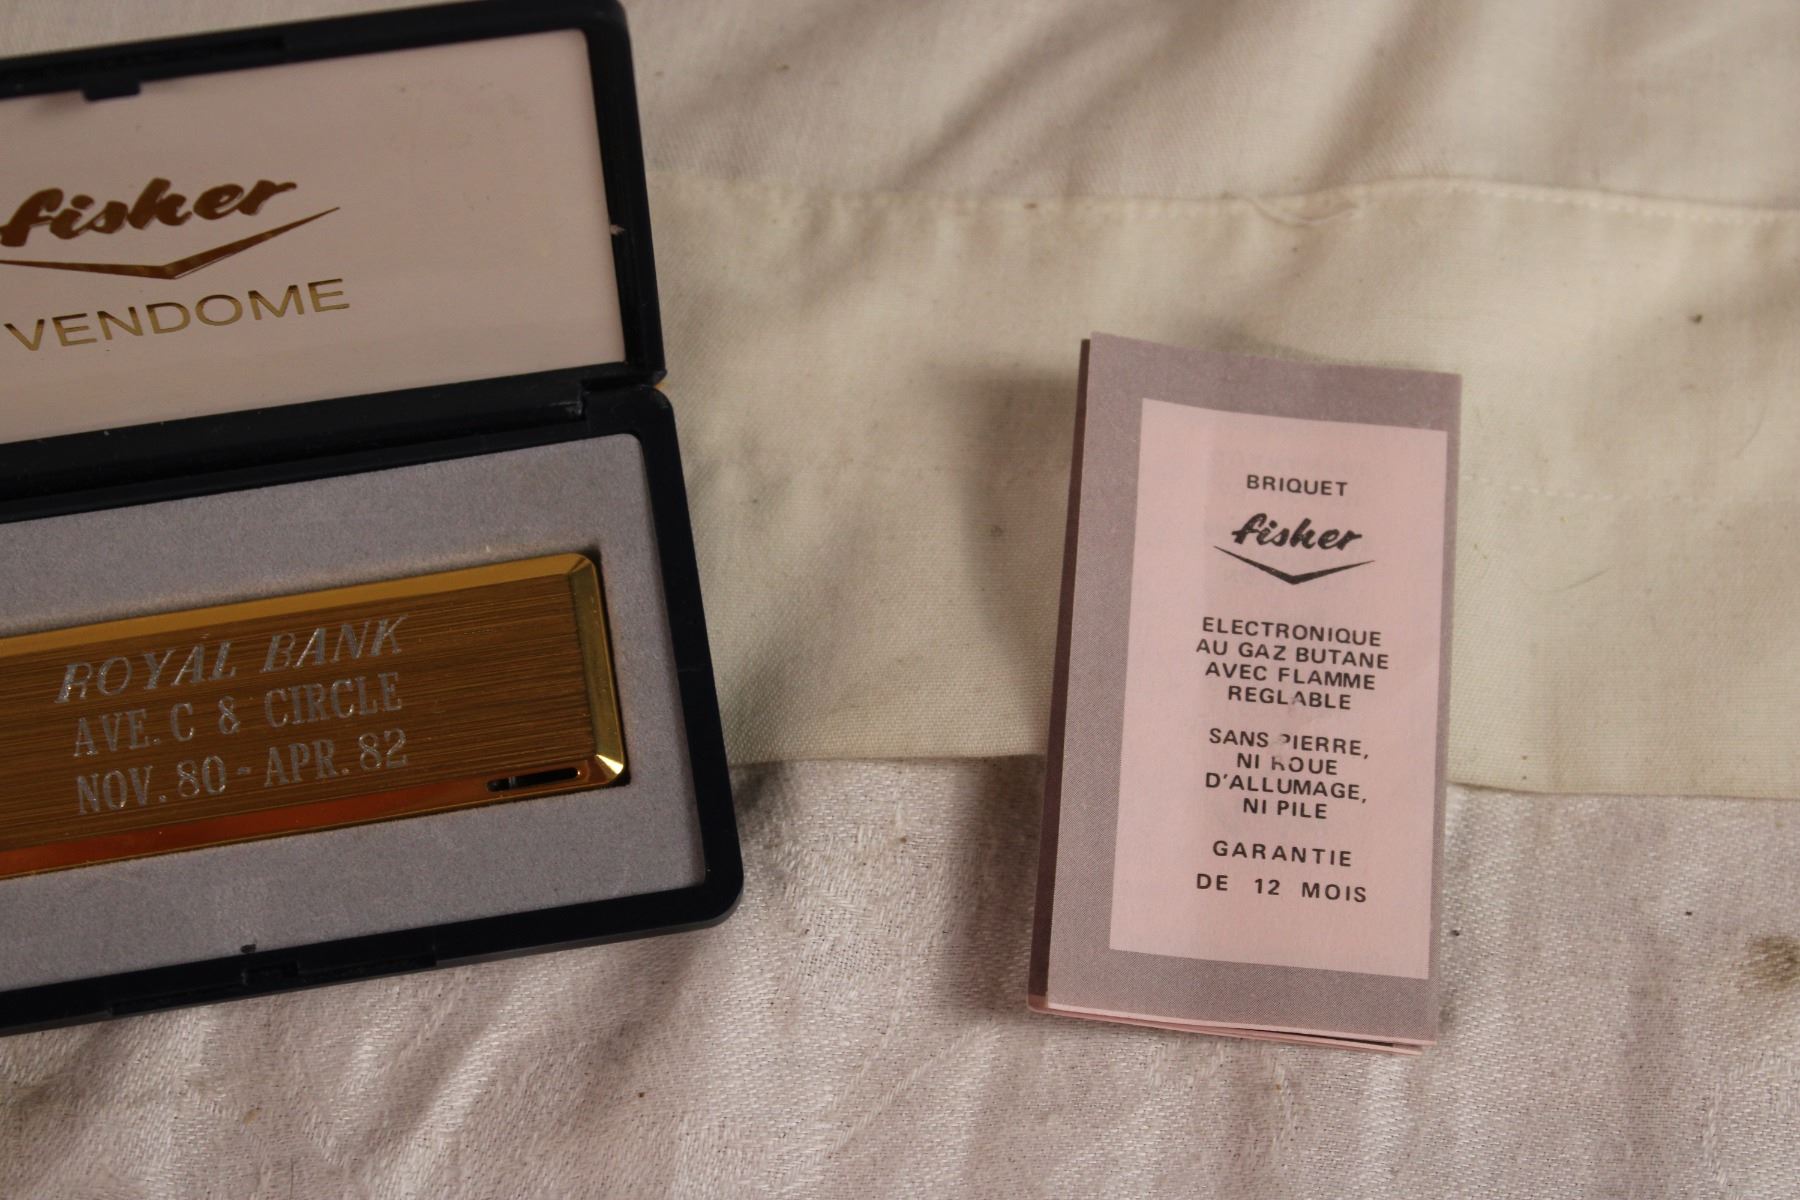 fisher
VENDOME
ROYAL BANK
AVE. C & CIRCLE
NOV. 80 - APR. 82
BRIQUET
fisher
ELECTRONIQUE
AU GAZ BUTANE
AVEC FLAMME
REGLABLE
SANS PIERRE,
NI ROUE
D'ALLUMAGE,
NI PILE
GARANTIE
DE 12 MOIS